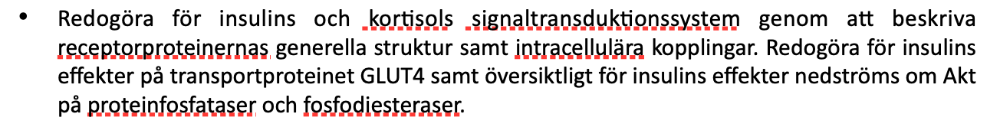 • Redogöra för insulins och kortisols signaltransduktionssystem genom att beskriva
receptorproteinernas generella struktur samt intracellulära kopplingar. Redogöra för insulins
effekter på transportproteinet GLUT4 samt översiktligt för insulins effekter nedströms om Akt
på proteinfosfataser och fosfodiesteraser.